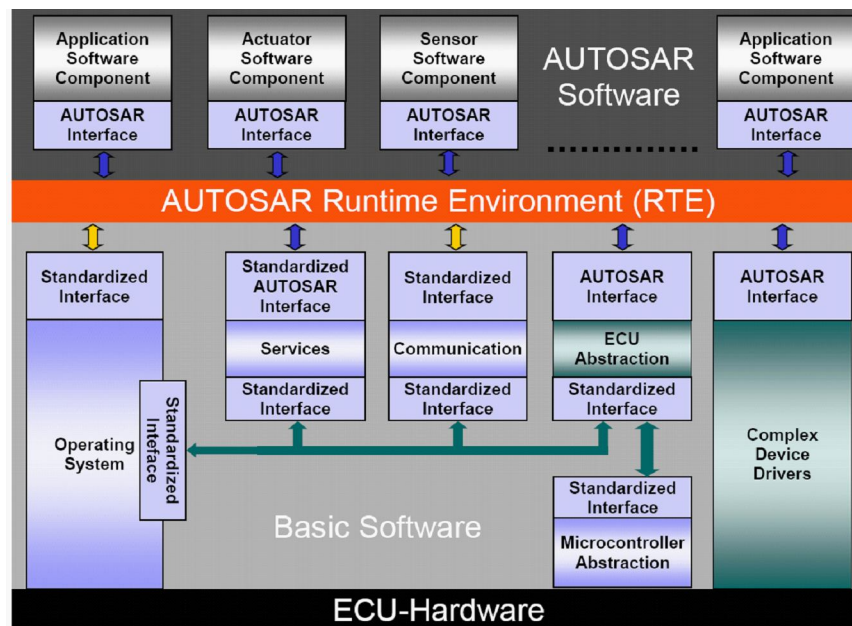 Application
Software
Component
AUTOSAR
Interface
Actuator
Software
Component
AUTOSAR
Interface
Sensor
Software
Component
AUTOSAR
Interface
AUTOSAR
Software
Application
Software
Component
AUTOSAR
Interface
AUTOSAR Runtime Environment (RTE)
Standardized
Interface
Operating
System
Standardized
Inteface
Standardized
AUTOSAR
Interface
Services
Standardized
Interface
Standardized
Interface
Communication
Standardized
Interface
AUTOSAR
Interface
ECU
Abstraction
Standardized
Interface
Standardized
Interface
Microcontroller
Abstraction
AUTOSAR
Interface
Complex
Device
Drivers
Basic Software
ECU-Hardware